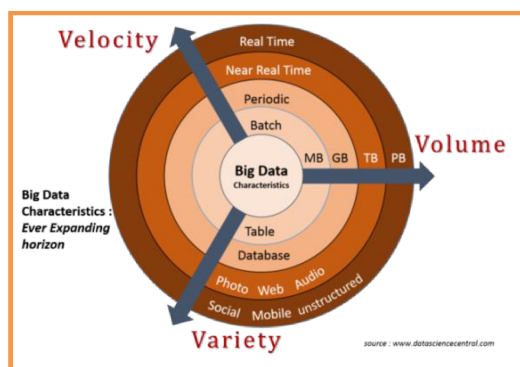 Velocity
Real Time
Near Real Time
Periodic
Batch
Volume
MB GB TB PB
Big Data
Characteristics
Big Data
Characteristics :
Ever Expanding
horizon
Table
Database
Photo Web Audio
Social Mobile unstructured
Variety
source : www.datasciencecentral.com